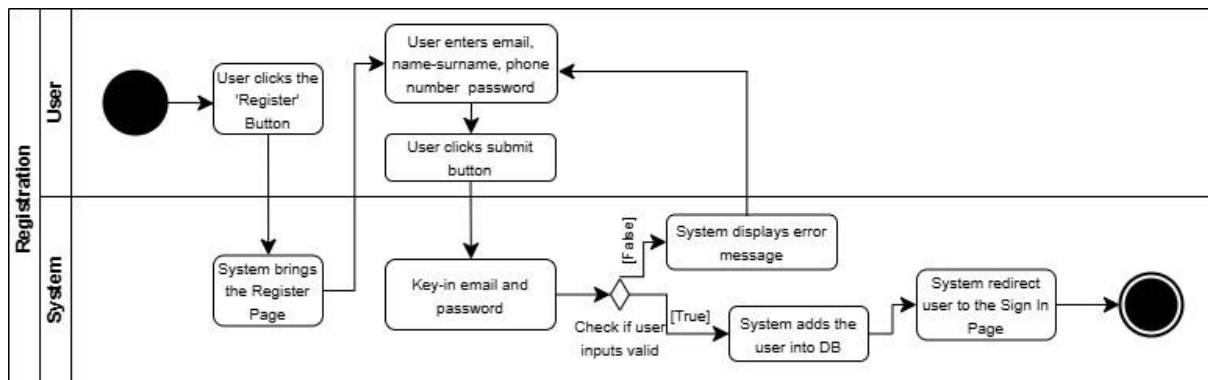 Registration
User
User clicks the
'Register'
Button
User enters email,
name-surname, phone
number password
User clicks submit
button
System
System brings
the Register
Page
Key-in email and
password
Check if user
inputs valid
[False]
System displays error
message
[True]
System adds the
user into DB
System redirect
user to the Sign In
Page